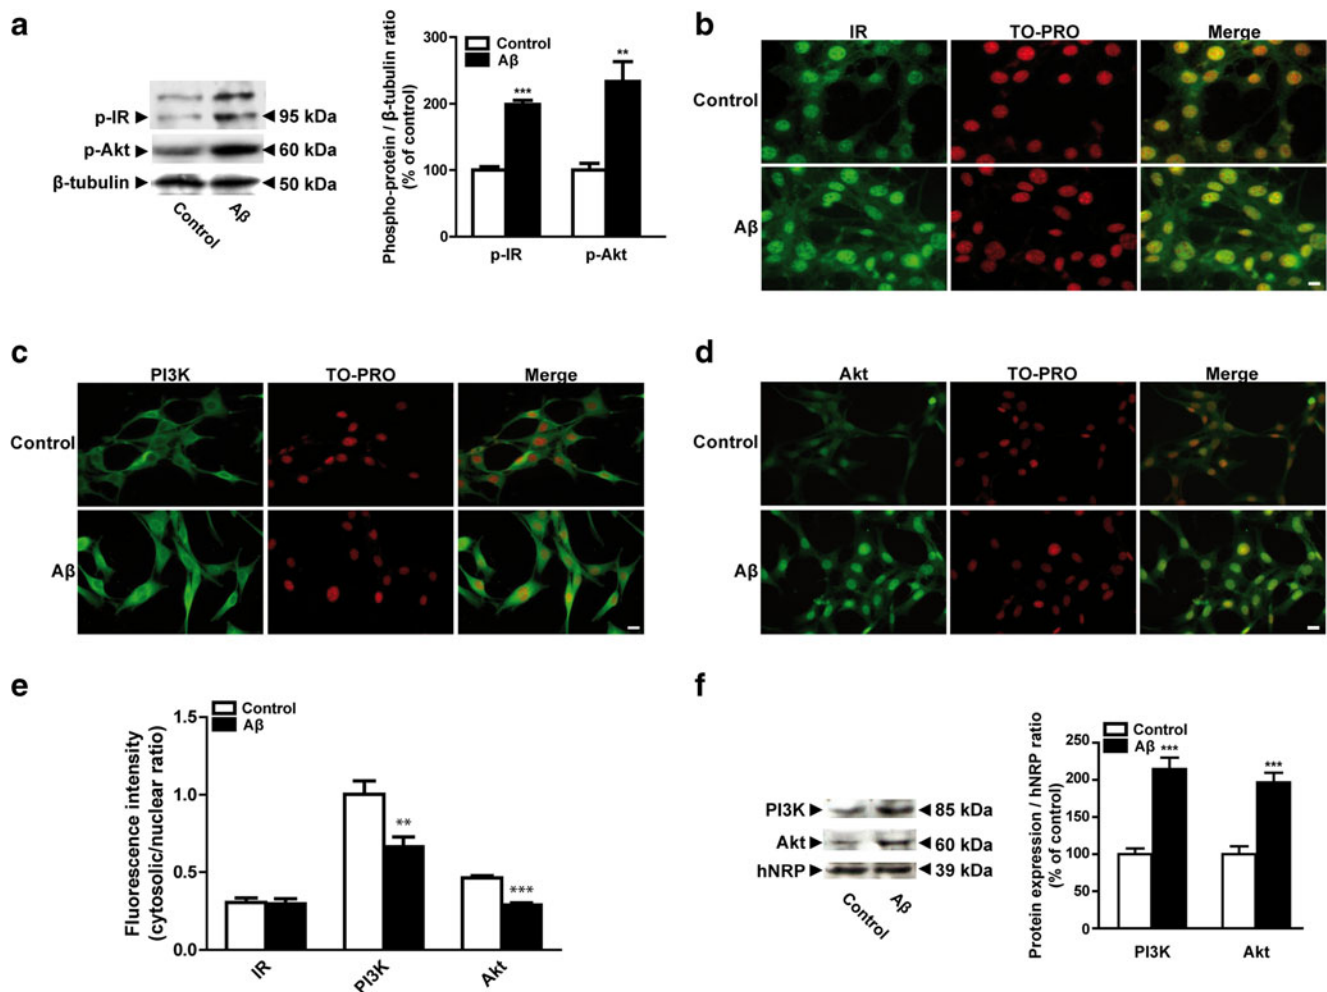 a
p-IR
95 kDa
p-Akt
60 kDa
β-tubulin
50 kDa
Control
Aβ
Phospho-protein / β-tubulin ratio
(% of control)
300
200
100
0
Control
Aβ
***
**
p-IR
p-Akt
b
IR
TO-PRO
Merge
Control
Aβ
c
PI3K
TO-PRO
Merge
Control
Aβ
d
Akt
TO-PRO
Merge
Control
Aβ
e
Fluorescence intensity
(cytosolic/nuclear ratio)
1.5
1.0
0.5
0.0
Control
Aβ
**
***
IR
PI3K
Akt
f
PI3K
85 kDa
Akt
60 kDa
hNRP
39 kDa
Control
Aβ
Protein expression / hNRP ratio
(% of control)
250
200
150
100
50
0
Control
Aβ
***
***
PI3K
Akt